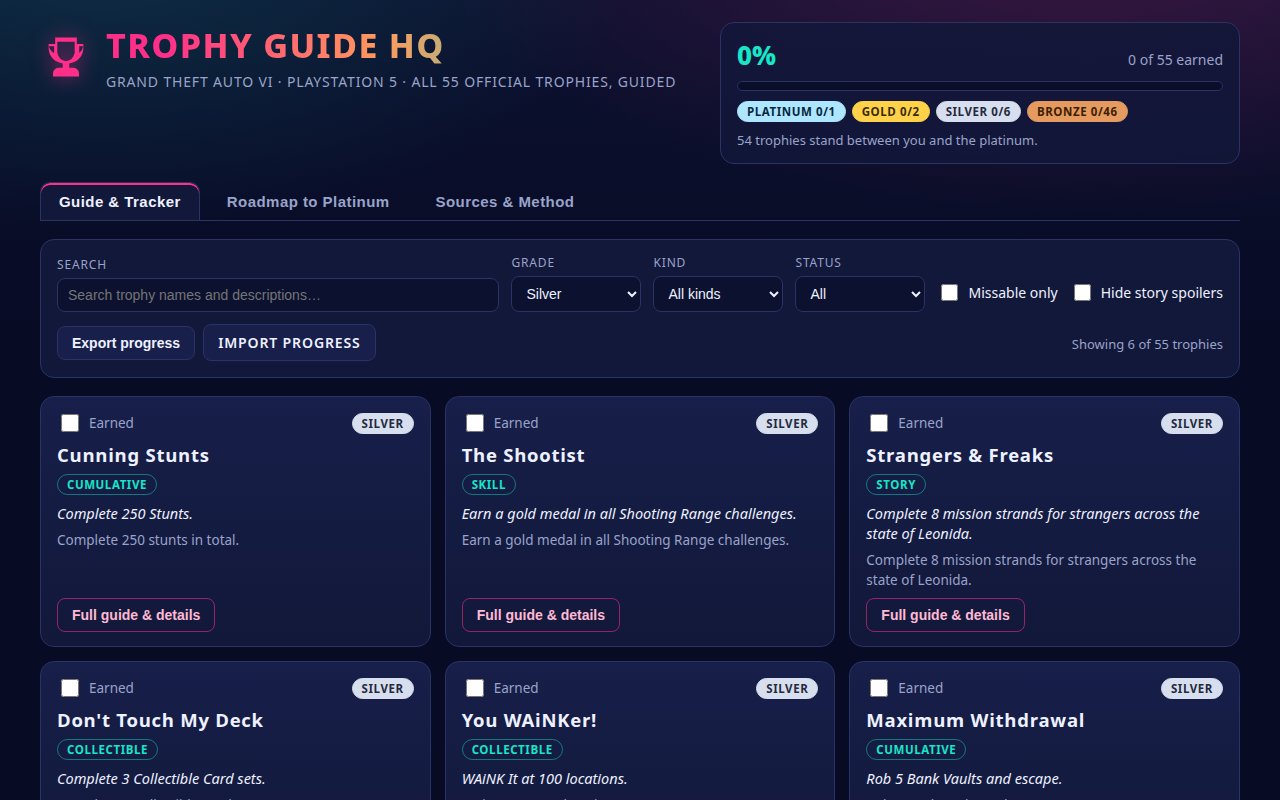 TROPHY GUIDE HQ
GRAND THEFT AUTO VI · PLAYSTATION 5 · ALL 55 OFFICIAL TROPHIES, GUIDED
0%
0 of 55 earned
PLATINUM 0/1 GOLD 0/2 SILVER 0/6 BRONZE 0/46
54 trophies stand between you and the platinum.
Guide & Tracker Roadmap to Platinum Sources & Method
SEARCH GRADE KIND STATUS
Search trophy names and descriptions… Silver All kinds All Missable only Hide story spoilers
Export progress IMPORT PROGRESS Showing 6 of 55 trophies
Earned SILVER
Cunning Stunts
CUMULATIVE
Complete 250 Stunts.
Complete 250 stunts in total.
Full guide & details
Earned SILVER
The Shootist
SKILL
Earn a gold medal in all Shooting Range challenges.
Earn a gold medal in all Shooting Range challenges.
Full guide & details
Earned SILVER
Strangers & Freaks
STORY
Complete 8 mission strands for strangers across the
state of Leonida.
Complete 8 mission strands for strangers across the
state of Leonida.
Full guide & details
Earned SILVER
Don't Touch My Deck
COLLECTIBLE
Complete 3 Collectible Card sets.
Earned SILVER
You WAiNKer!
COLLECTIBLE
WAiNK It at 100 locations.
Earned SILVER
Maximum Withdrawal
CUMULATIVE
Rob 5 Bank Vaults and escape.